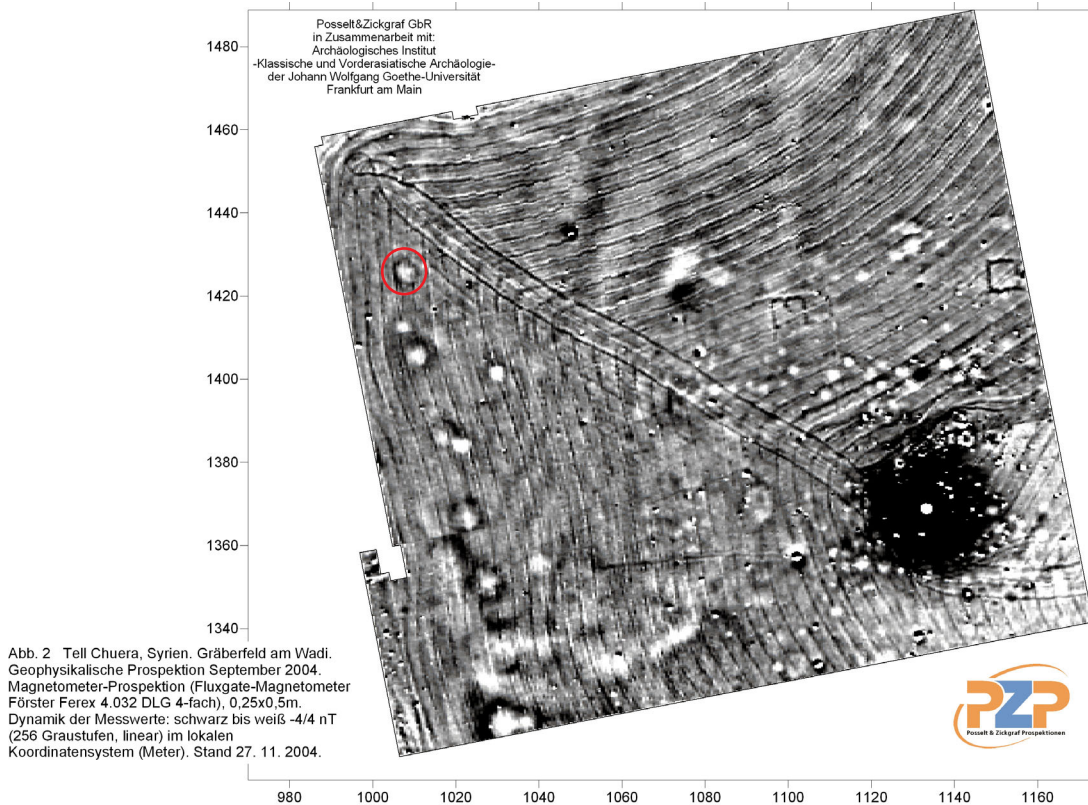 Posselt&Zickgraf GbR
in Zusammenarbeit mit:
Archäologisches Institut
-Klassische und Vorderasiatische Archäologie-
der Johann Wolfgang Goethe-Universität
Frankfurt am Main
1480
1460
1440
1420
1400
1380
1360
1340
Abb. 2 Tell Chuera, Syrien. Gräberfeld am Wadi.
Geophysikalische Prospektion September 2004.
Magnetometer-Prospektion (Fluxgate-Magnetometer
Förster Ferex 4.032 DLG 4-fach), 0,25x0,5m.
Dynamik der Messwerte: schwarz bis weiß -4/4 nT
(256 Graustufen, linear) im lokalen
Koordinatensystem (Meter). Stand 27. 11. 2004.
PZP
Posselt & Zickgraf Prospektionen
980 1000 1020 1040 1060 1080 1100 1120 1140 1160